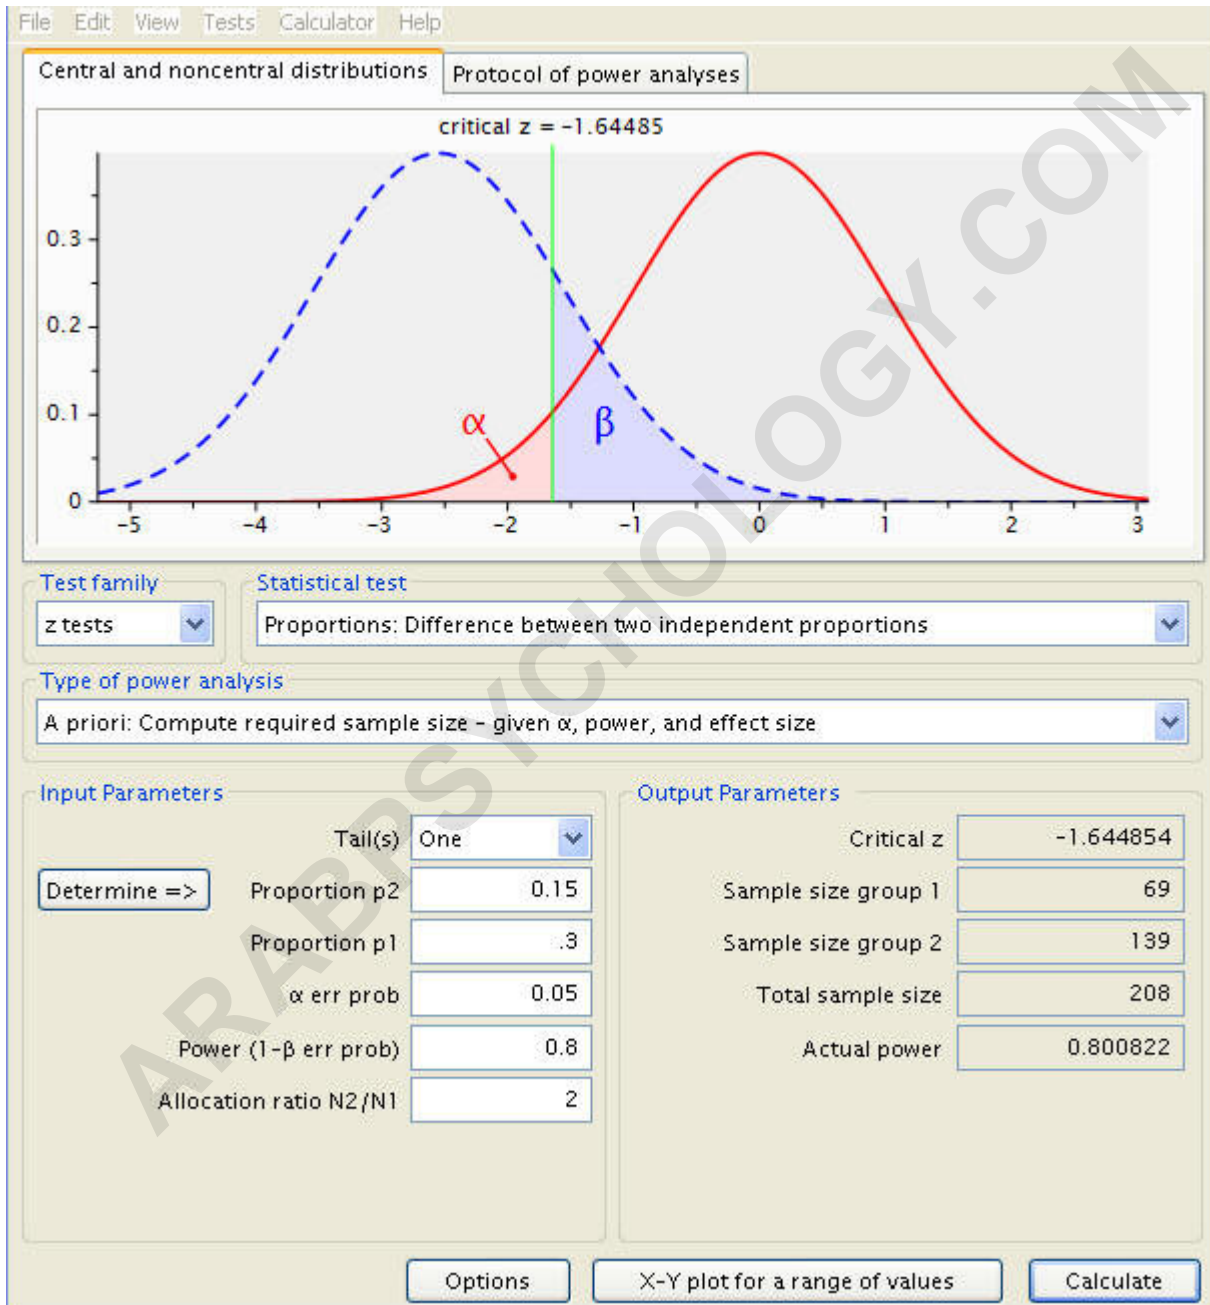 File Edit View Tests Calculator Help
Central and noncentral distributions Protocol of power analyses
critical z = -1.64485
0.3
0.2
0.1
0
α
β
-5 -4 -3 -2 -1 0 1 2 3
Test family Statistical test
z tests Proportions: Difference between two independent proportions
Type of power analysis
A priori: Compute required sample size - given α, power, and effect size
Input Parameters
Tail(s) One
Determine => Proportion p2 0.15
Proportion p1 .3
α err prob 0.05
Power (1-β err prob) 0.8
Allocation ratio N2/N1 2
Output Parameters
Critical z -1.644854
Sample size group 1 69
Sample size group 2 139
Total sample size 208
Actual power 0.800822
Options X-Y plot for a range of values Calculate
ARABPSYCHOLOGY.COM